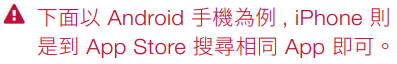 下面以 Android 手機為例 , iPhone 則
是到 App Store 搜尋相同 App 即可。